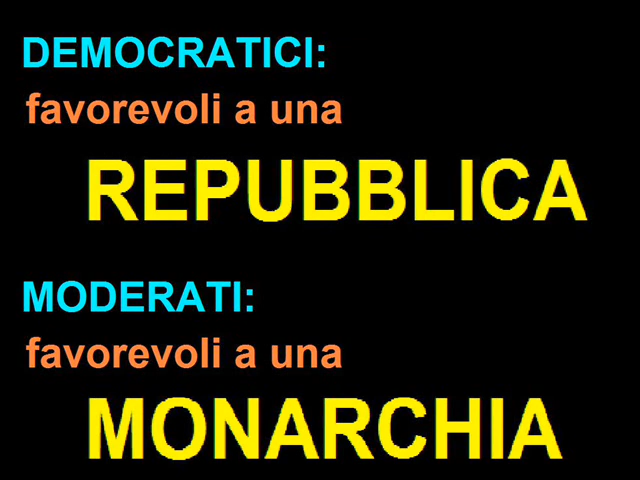 DEMOCRATICI:
favorevoli a una
REPUBBLICA
MODERATI:
favorevoli a una
MONARCHIA